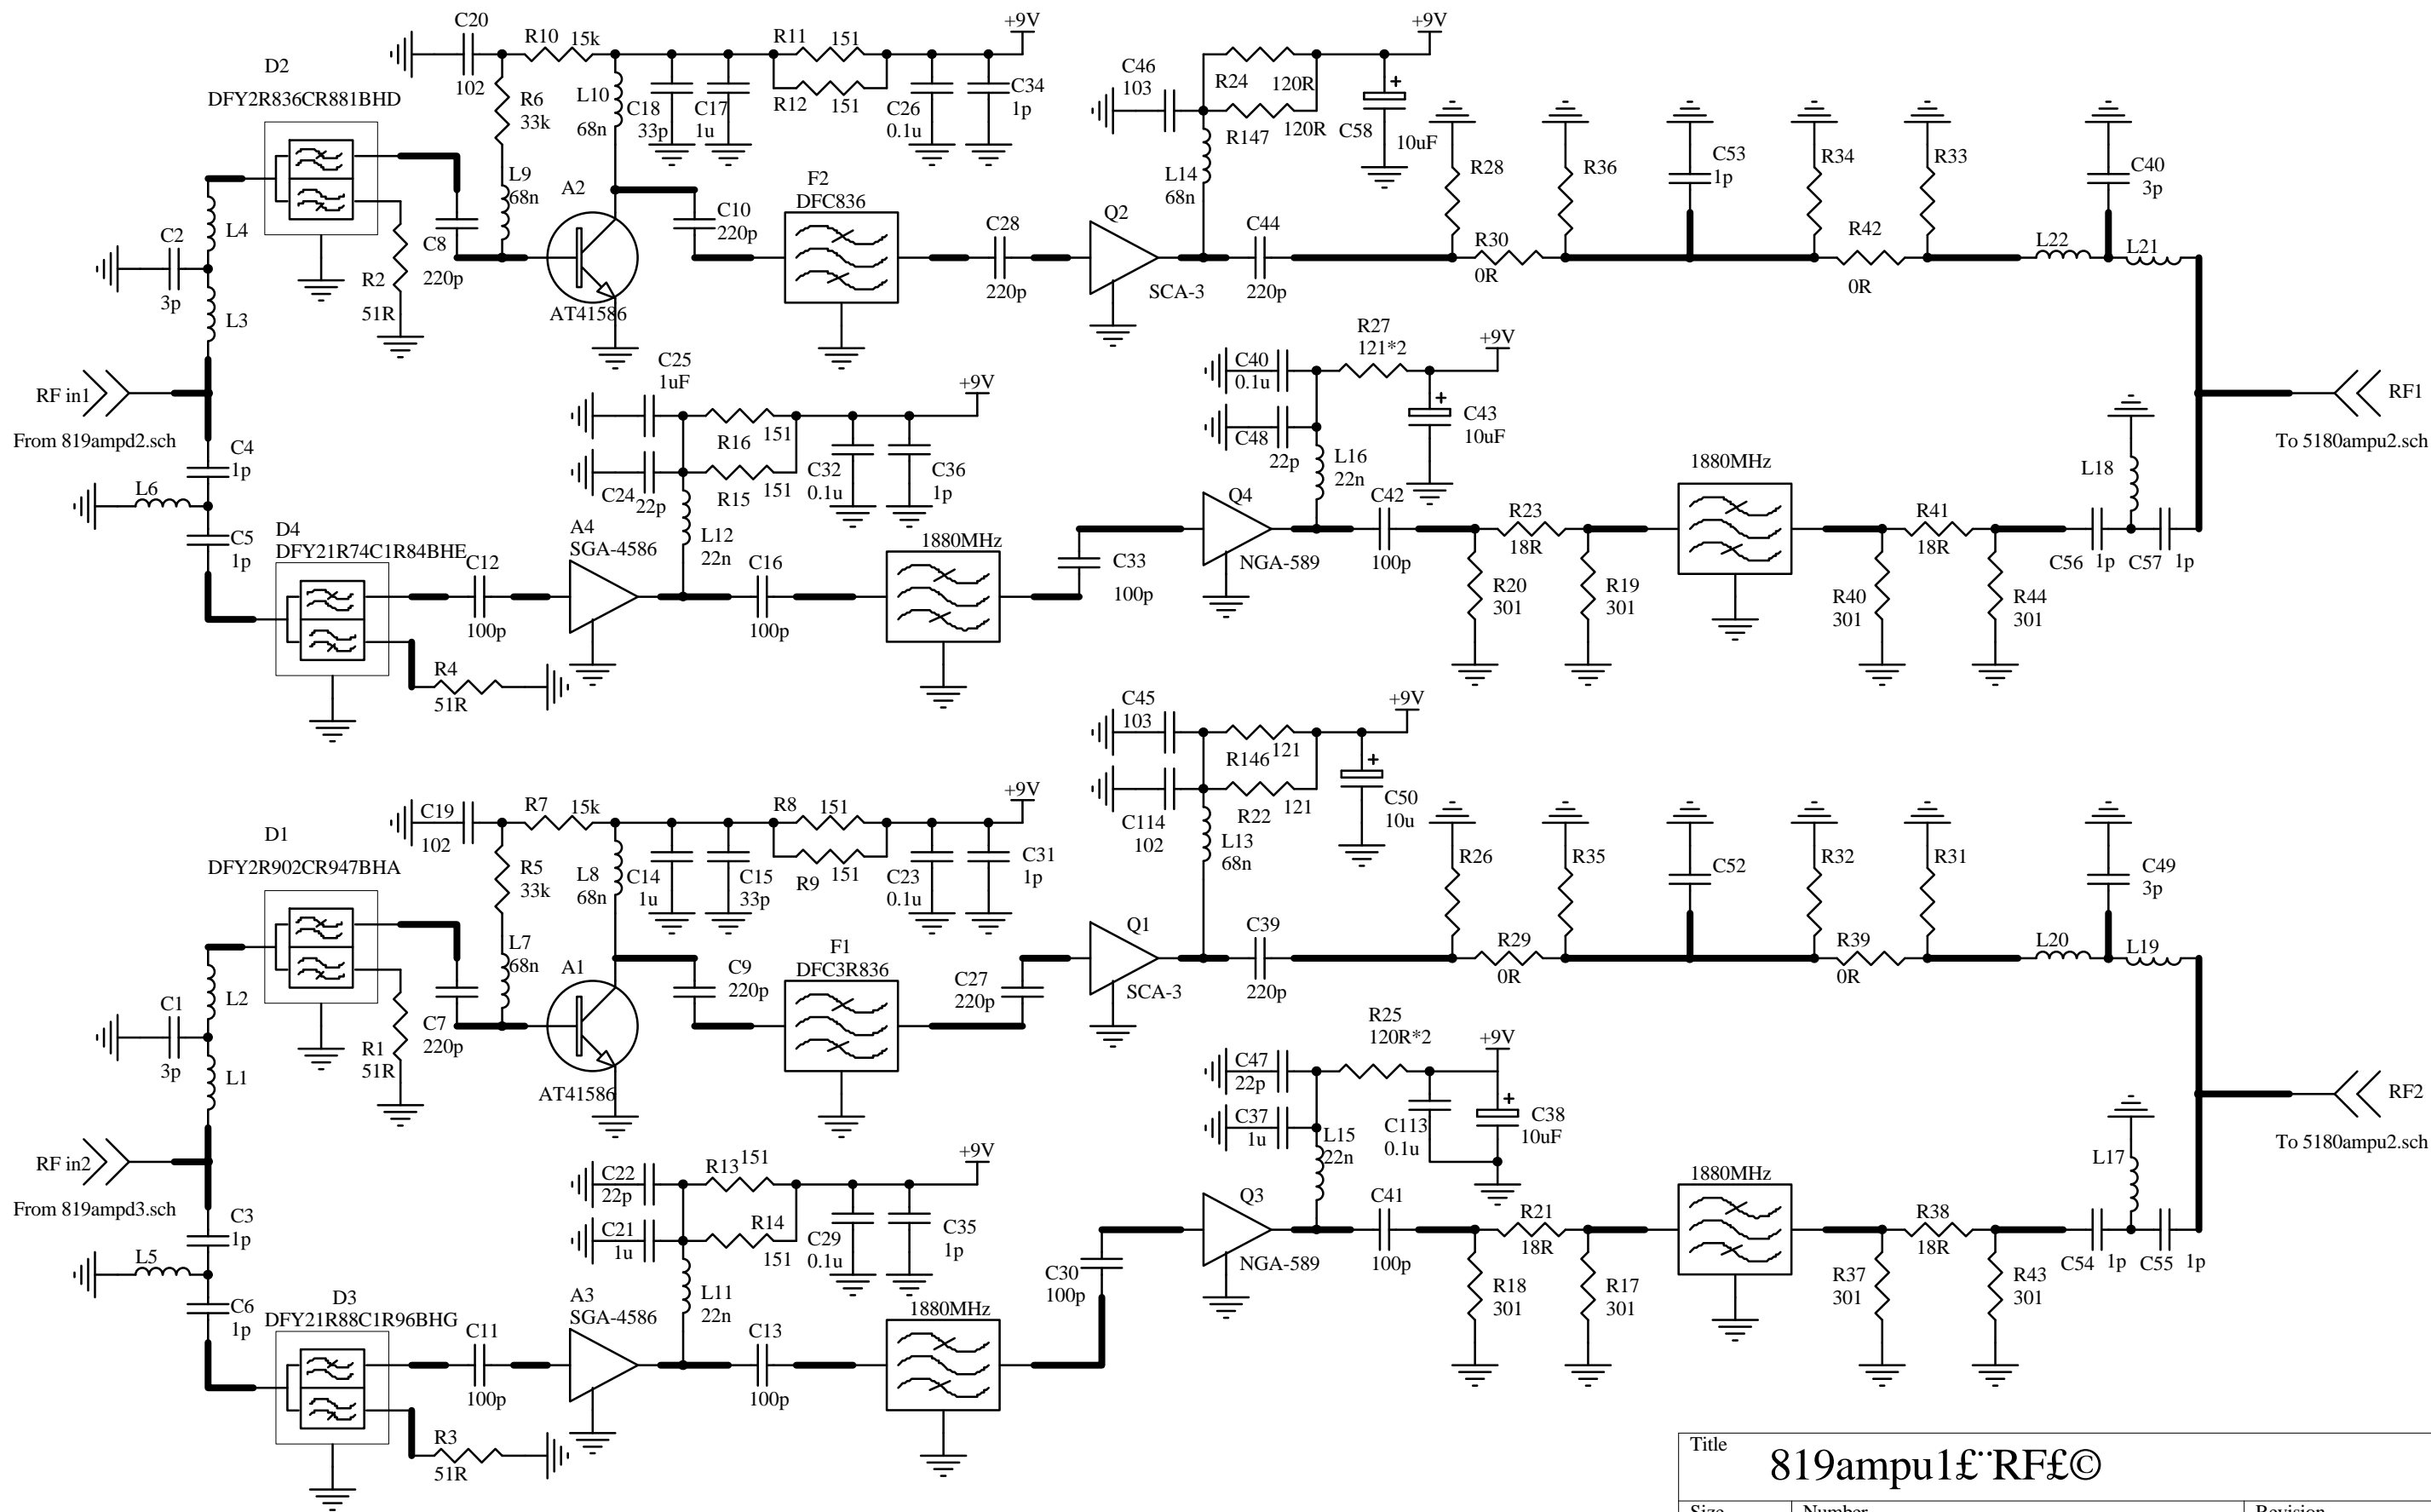 C20
102
R10 15k
R11 151
R12 151
+9V
D2
DFY2R836CR881BHD
R6
33k
L10
68n
C18
33p
C17
1u
C26
0.1u
C34
1p
C46
103
R24 120R
R147 120R
+9V
C58
10uF
R28
R36
C53
1p
R34
R33
C40
3p
L4
C2
3p
L3
R2
51R
C8
220p
L9
68n
A2
AT41586
C10
220p
F2
DFC836
C28
220p
Q2
SCA-3
L14
68n
C44
220p
R30
0R
R42
0R
L22
L21
RF in1
From 819ampd2.sch
C4
1p
L6
C5
1p
C25
1uF
R16 151
R15 151
C24
22p
+9V
C32
0.1u
C36
1p
L12
22n
D4
DFY21R74C1R84BHE
C12
100p
A4
SGA-4586
C16
100p
1880MHz
R4
51R
C33
100p
C40
0.1u
C48
22p
R27
121*2
+9V
C43
10uF
L16
22n
Q4
NGA-589
C42
100p
R23
18R
R20
301
R19
301
1880MHz
R41
18R
R40
301
R44
301
C56 1p
C57 1p
L18
RF1
To 5180ampu2.sch
C45
103
R146 121
C114
102
R22 121
+9V
C50
10u
L13
68n
C19
102
R7 15k
R8 151
R9 151
+9V
D1
DFY2R902CR947BHA
R5
33k
L8
68n
C14
1u
C15
33p
C23
0.1u
C31
1p
R26
R35
C52
R32
R31
C49
3p
L2
C1
3p
L1
R1
51R
C7
220p
L7
68n
A1
AT41586
C9
220p
F1
DFC3R836
C27
220p
Q1
SCA-3
C39
220p
R29
0R
R39
0R
L20
L19
RF in2
From 819ampd3.sch
C3
1p
L5
C6
1p
C22
22p
R13 151
C21
1u
R14
151
+9V
C29
0.1u
C35
1p
L11
22n
D3
DFY21R88C1R96BHG
C11
100p
A3
SGA-4586
C13
100p
1880MHz
R3
51R
C30
100p
C47
22p
C37
1u
R25
120R*2
+9V
C113
0.1u
C38
10uF
L15
22n
Q3
NGA-589
C41
100p
R21
18R
R18
301
R17
301
1880MHz
R38
18R
R37
301
R43
301
C54 1p
C55 1p
L17
RF2
To 5180ampu2.sch
Title
819ampu1£¨RF£©
Size Number Revision